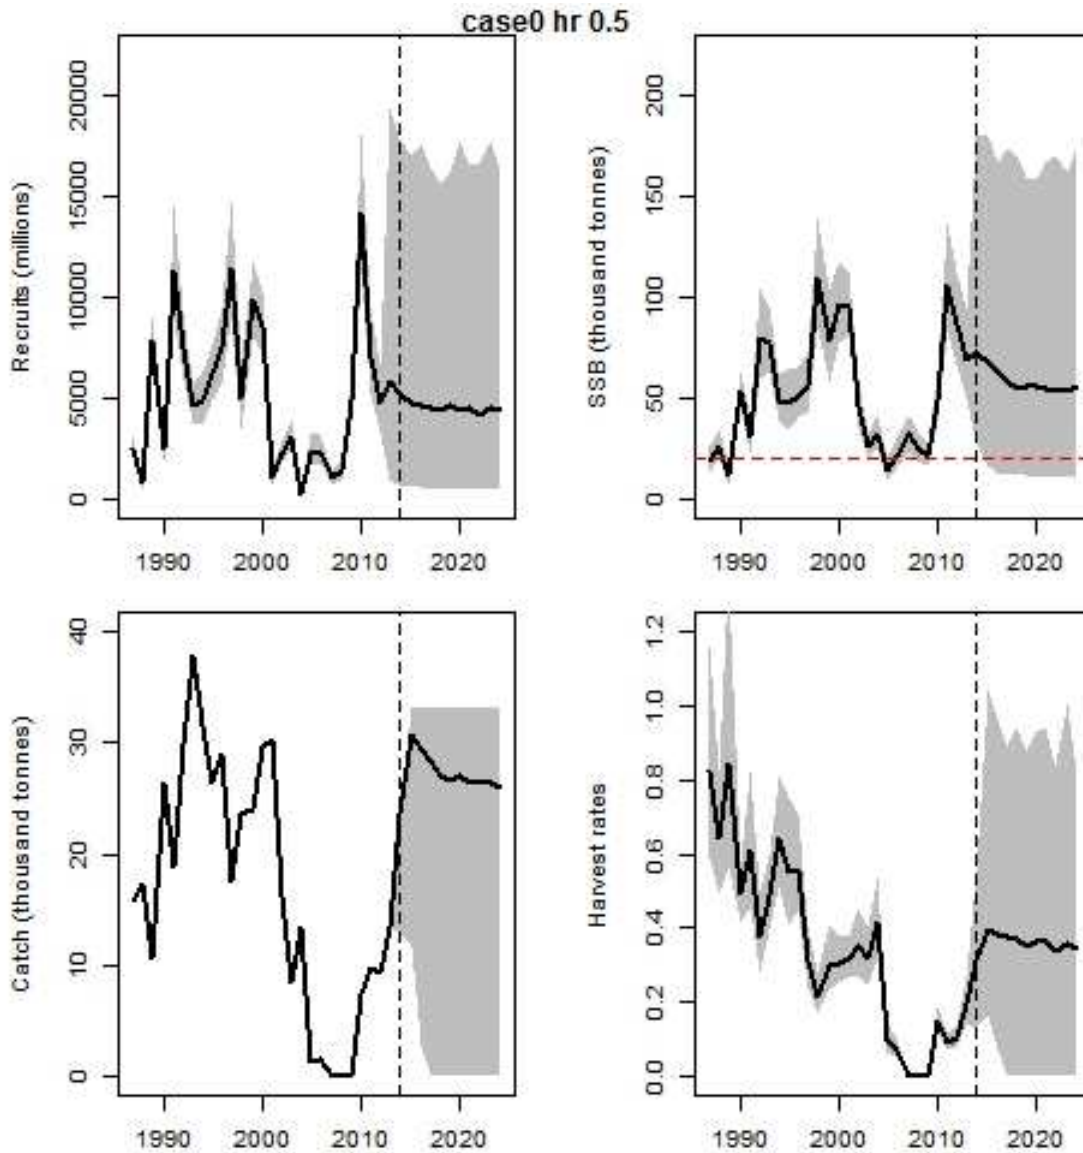 case0 hr 0.5
Recruits (millions)
20000
15000
10000
5000
0
1990 2000 2010 2020
SSB (thousand tonnes)
200
150
100
50
0
1990 2000 2010 2020
Catch (thousand tonnes)
40
30
20
10
0
1990 2000 2010 2020
Harvest rates
1.2
1.0
0.8
0.6
0.4
0.2
0.0
1990 2000 2010 2020